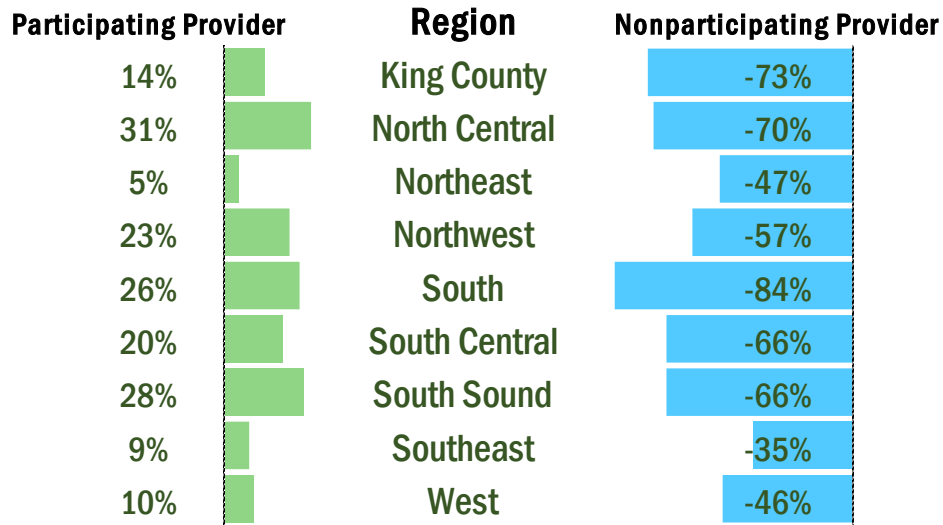 Participating Provider Region Nonparticipating Provider
14% King County -73%
31% North Central -70%
5% Northeast -47%
23% Northwest -57%
26% South -84%
20% South Central -66%
28% South Sound -66%
9% Southeast -35%
10% West -46%